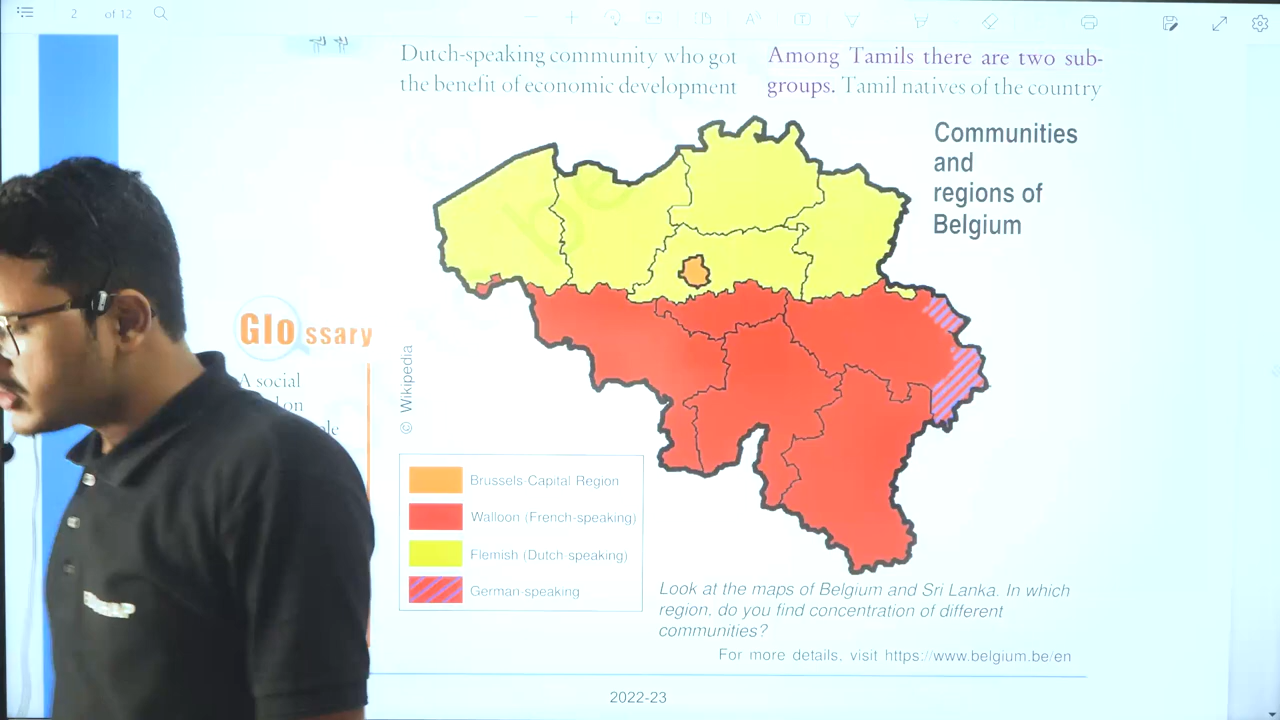 2 of 12
Dutch-speaking community who got
the benefit of economic development
Among Tamils there are two sub-
groups. Tamil natives of the country
Communities
and
regions of
Belgium
Glossary
A social
on
© Wikipedia
Brussels-Capital Region
Walloon (French-speaking)
Flemish (Dutch-speaking)
German-speaking
Look at the maps of Belgium and Sri Lanka. In which
region, do you find concentration of different
communities?
For more details, visit https://www.belgium.be/en
2022-23